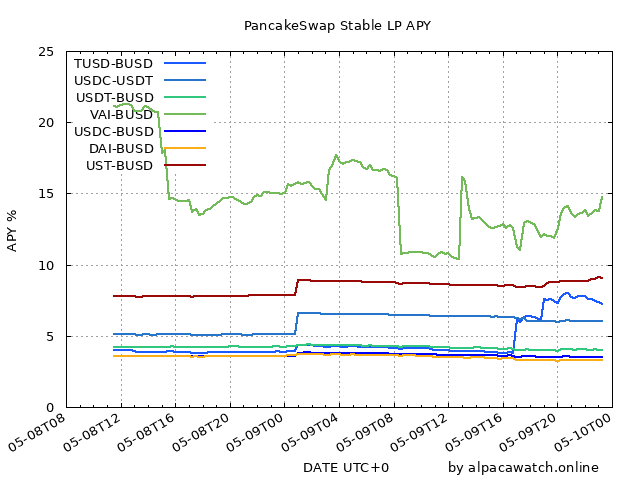 PancakeSwap Stable LP APY
25
20
15
10
5
0
APY %
TUSD-BUSD
USDC-USDT
USDT-BUSD
VAI-BUSD
USDC-BUSD
DAI-BUSD
UST-BUSD
05-08T08
05-08T12
05-08T16
05-08T20
05-09T00
05-09T04
05-09T08
05-09T12
05-09T16
05-09T20
05-10T00
DATE UTC+0
by alpacawatch.online